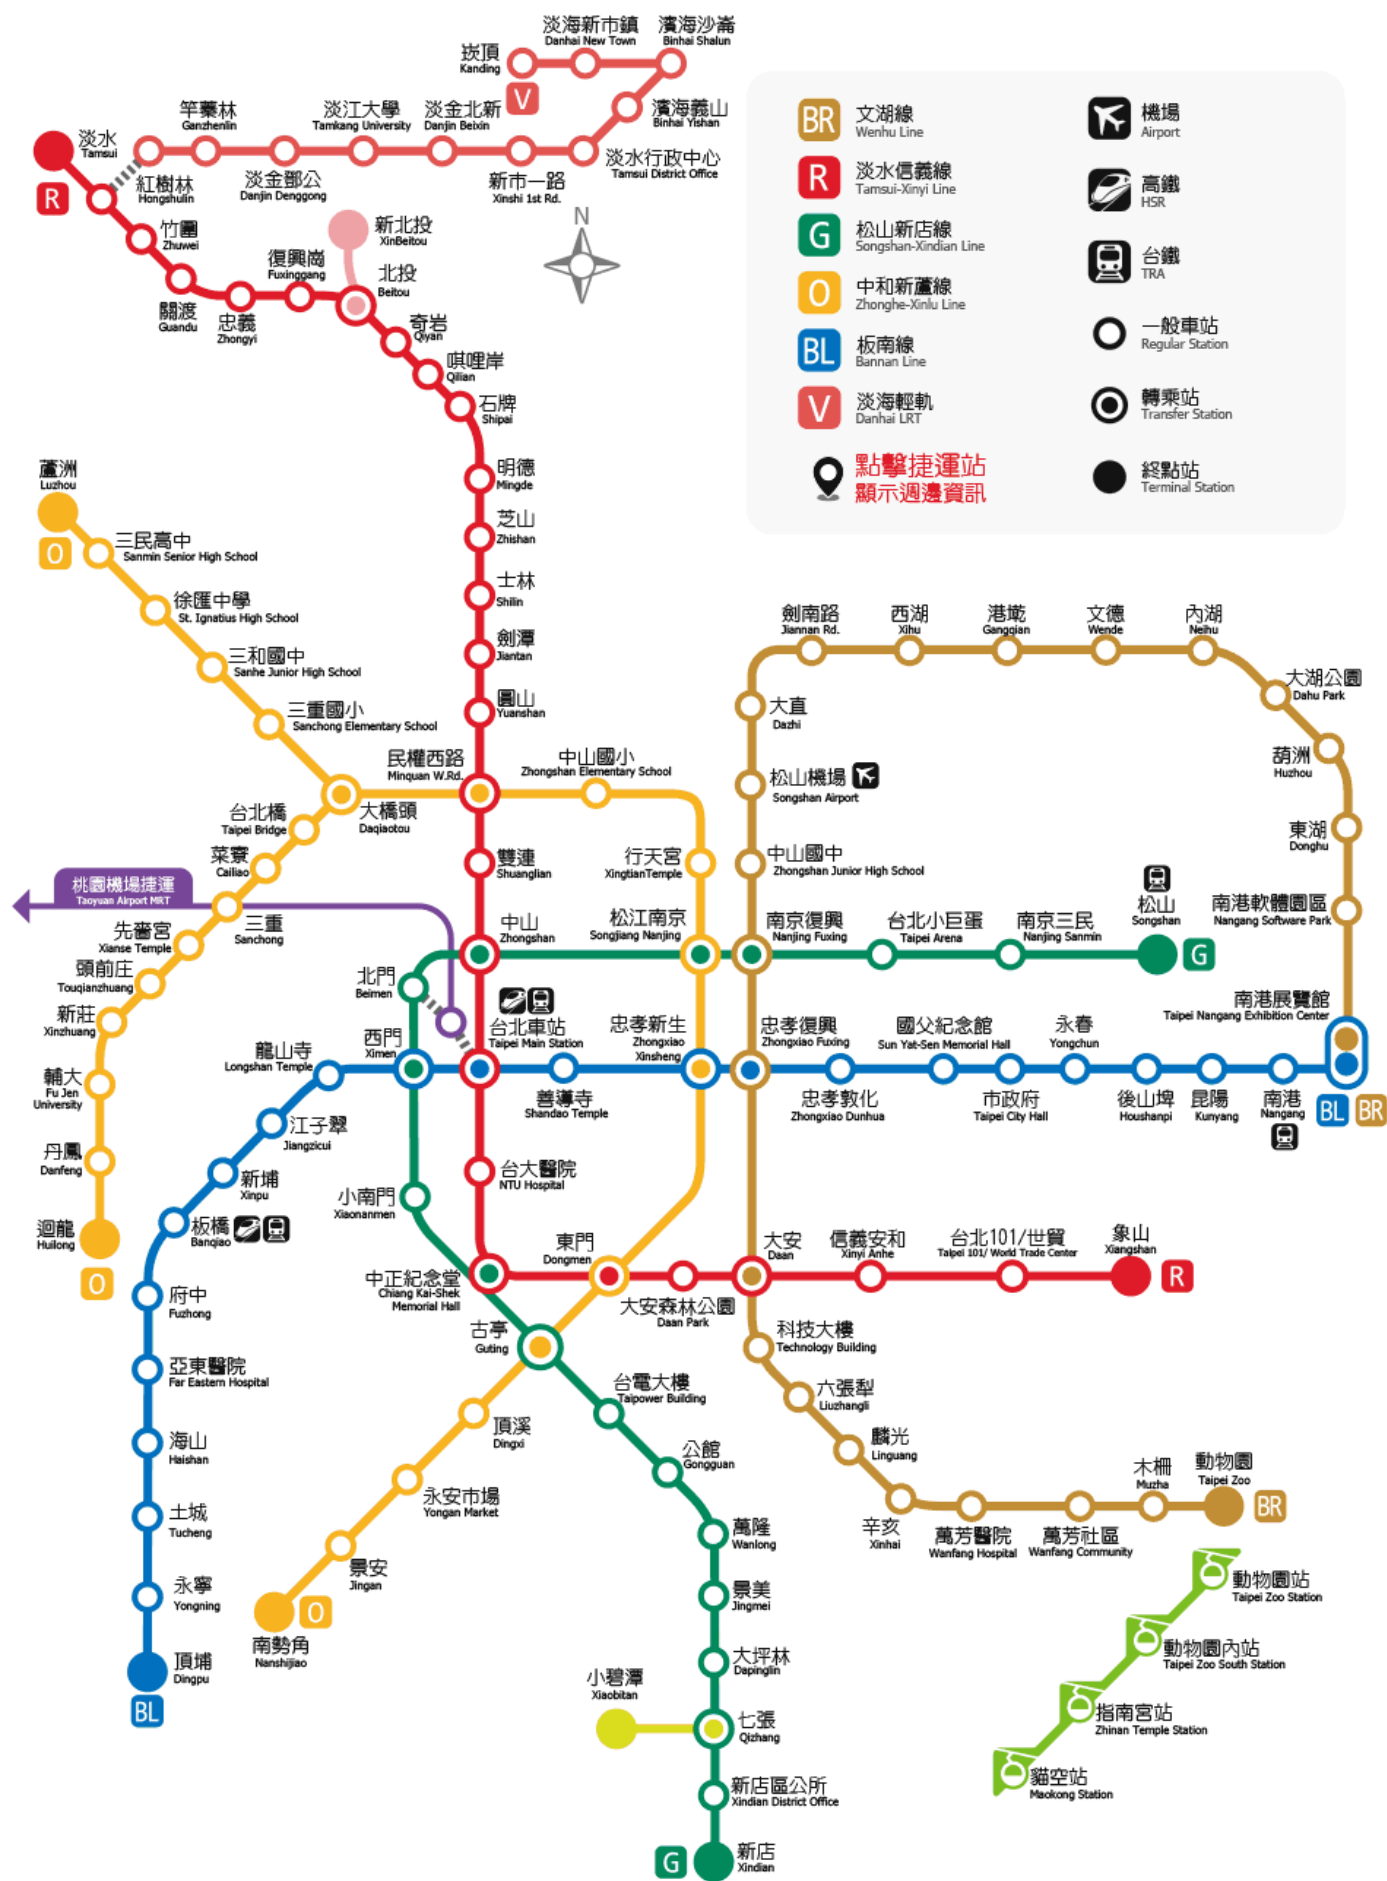 淡海新市鎮
Danhai New Town
濱海沙崙
Binhai Shalun
崁頂
Kanding
V
濱海義山
Binhai Yishan
竿蓁林
Ganzhenlin
淡江大學
Tamkang University
淡金北新
Danjin Beixin
淡水
Tamsui
R
紅樹林
Hongshulin
淡金鄧公
Danjin Denggong
新市一路
Xinshi 1st Rd.
淡水行政中心
Tamsui District Office
竹圍
Zhuwei
關渡
Guandu
忠義
Zhongyi
復興崗
Fuxinggang
新北投
XinBeitou
北投
Beitou
奇岩
Qiyan
唭哩岸
Qilian
石牌
Shipai
明德
Mingde
芝山
Zhishan
士林
Shilin
劍潭
Jiantan
圓山
Yuanshan
N
BR
文湖線
Wenhu Line
R
淡水信義線
Tamsui-Xinyi Line
G
松山新店線
Songshan-Xindian Line
O
中和新蘆線
Zhonghe-Xinlu Line
BL
板南線
Bannan Line
V
淡海輕軌
Danhai LRT
點擊捷運站
顯示週邊資訊
機場
Airport
高鐵
HSR
台鐵
TRA
一般車站
Regular Station
轉乘站
Transfer Station
終點站
Terminal Station
蘆洲
Luzhou
O
三民高中
Sanmin Senior High School
徐匯中學
St. Ignatius High School
三和國中
Sanhe Junior High School
三重國小
Sanchong Elementary School
民權西路
Minquan W.Rd.
中山國小
Zhongshan Elementary School
大橋頭
Daqiaotou
台北橋
Taipei Bridge
菜寮
Cailiao
桃園機場捷運
Taoyuan Airport MRT
三重
Sanchong
先嗇宮
Xianse Temple
頭前庄
Touqianzhuang
新莊
Xinzhuang
輔大
Fu Jen
University
丹鳳
Danfeng
迴龍
Huilong
O
雙連
Shuanglian
行天宮
XingtianTemple
中山
Zhongshan
松江南京
Songjiang Nanjing
北門
Beimen
西門
Ximen
台北車站
Taipei Main Station
忠孝新生
Zhongxiao
Xinsheng
善導寺
Shandao Temple
龍山寺
Longshan Temple
江子翠
Jiangzicui
新埔
Xinpu
板橋
Banqiao
府中
Fuzhong
亞東醫院
Far Eastern Hospital
海山
Haishan
土城
Tucheng
永寧
Yongning
頂埔
Dingpu
BL
劍南路
Jiannan Rd.
西湖
Xihu
港墘
Gangqian
文德
Wende
內湖
Neihu
大湖公園
Dahu Park
葫洲
Huzhou
東湖
Donghu
南港軟體園區
Nangang Software Park
南港展覽館
Taipei Nangang Exhibition Center
BL
BR
大直
Dazhi
松山機場
Songshan Airport
中山國中
Zhongshan Junior High School
南京復興
Nanjing Fuxing
台北小巨蛋
Taipei Arena
南京三民
Nanjing Sanmin
松山
Songshan
G
忠孝復興
Zhongxiao Fuxing
忠孝敦化
Zhongxiao Dunhua
國父紀念館
Sun Yat-Sen Memorial Hall
市政府
Taipei City Hall
永春
Yongchun
後山埤
Houshanpi
昆陽
Kunyang
南港
Nangang
台大醫院
NTU Hospital
小南門
Xiaonanmen
中正紀念堂
Chiang Kai-Shek
Memorial Hall
東門
Dongmen
大安森林公園
Daan Park
大安
Daan
信義安和
Xinyi Anhe
台北101/世貿
Taipei 101/ World Trade Center
象山
Xiangshan
R
古亭
Guting
頂溪
Dingxi
永安市場
Yongan Market
景安
Jingan
南勢角
Nanshijiao
O
台電大樓
Taipower Building
公館
Gongguan
萬隆
Wanlong
景美
Jingmei
大坪林
Dapinglin
小碧潭
Xiaobitan
七張
Qizhang
新店區公所
Xindian District Office
新店
Xindian
G
科技大樓
Technology Building
六張犁
Liuzhangli
麟光
Linguang
辛亥
Xinhai
萬芳醫院
Wanfang Hospital
萬芳社區
Wanfang Community
木柵
Muzha
動物園
Taipei Zoo
BR
動物園站
Taipei Zoo Station
動物園內站
Taipei Zoo South Station
指南宮站
Zhinan Temple Station
貓空站
Maokong Station